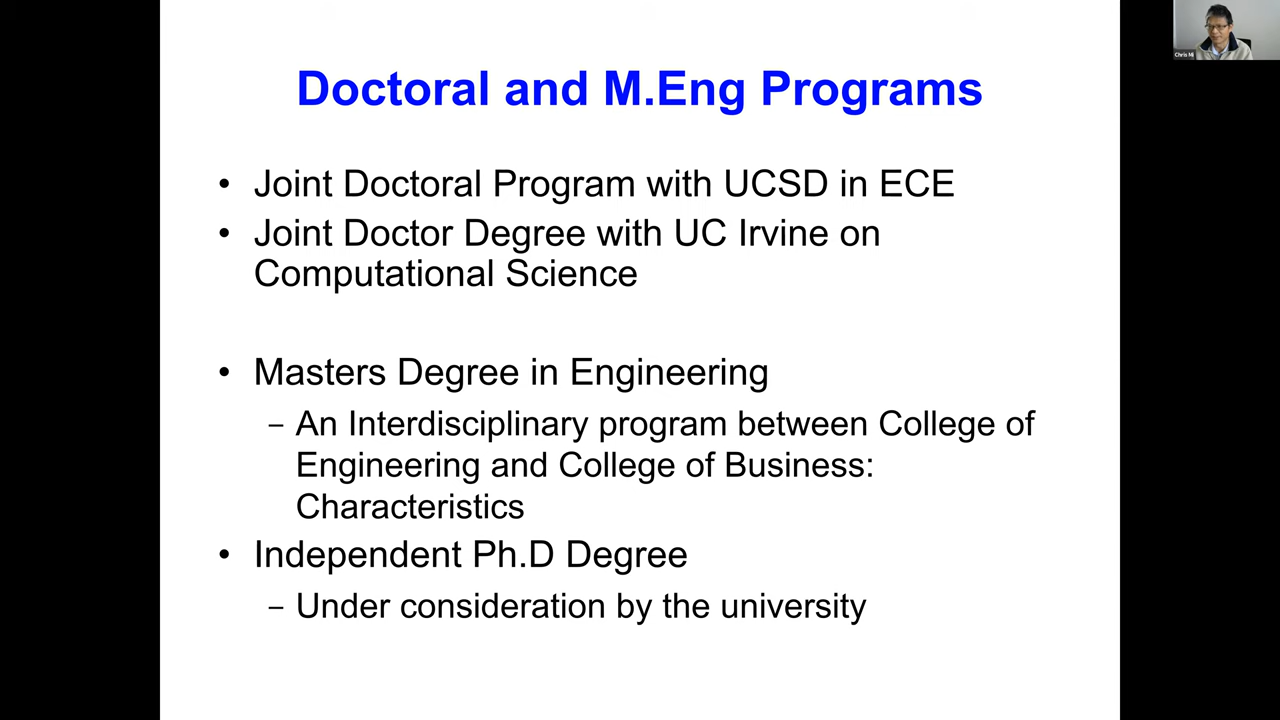 Doctoral and M.Eng Programs
• Joint Doctoral Program with UCSD in ECE
• Joint Doctor Degree with UC Irvine on
Computational Science
• Masters Degree in Engineering
– An Interdisciplinary program between College of
Engineering and College of Business:
Characteristics
• Independent Ph.D Degree
– Under consideration by the university
Chris Mi